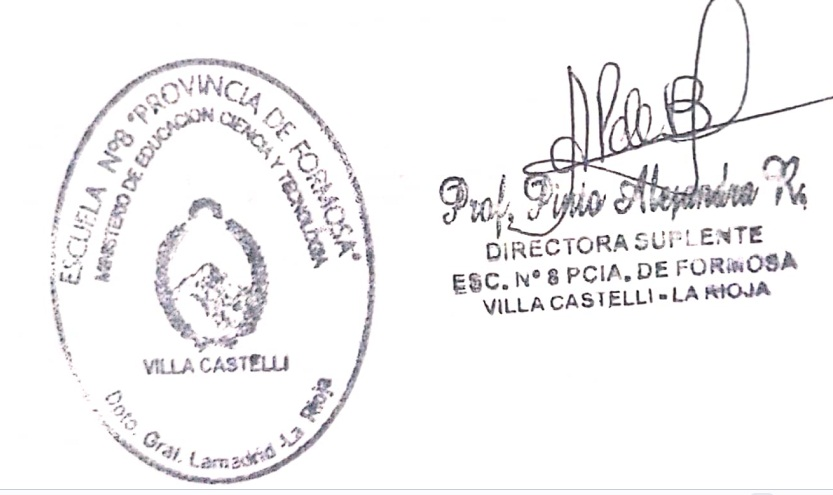 ESCUELA Nº8 "PROVINCIA DE FORMOSA"
MINISTERIO DE EDUCACION CIENCIA Y TECNOLOGIA
VILLA CASTELLI
Dpto. Gral. Lamadrid -La Rioja
Prof. Alejandra R.
DIRECTORA SUPLENTE
ESC. Nº 8 PCIA. DE FORMOSA
VILLA CASTELLI - LA RIOJA